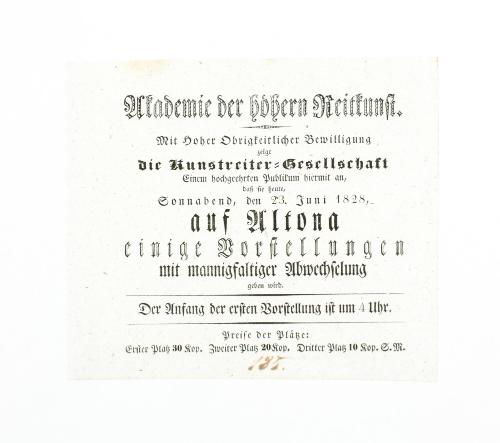 Akademie der höhern Reitkunst.
Mit Hoher Obrigkeitlicher Bewilligung
zeigt
die Kunstreiter-Gesellschaft
Einem hochgeehrten Publikum hiermit an,
daß sie heute,
Sonnabend, den 23. Juni 1828,
auf Altona
einige Vorstellungen
mit mannigfaltiger Abwechselung
geben wird.
Der Anfang der ersten Vorstellung ist um 4 Uhr.
Preise der Plätze:
Erster Platz 30 Kop. Zweiter Platz 20 Kop. Dritter Platz 10 Kop. S. M.